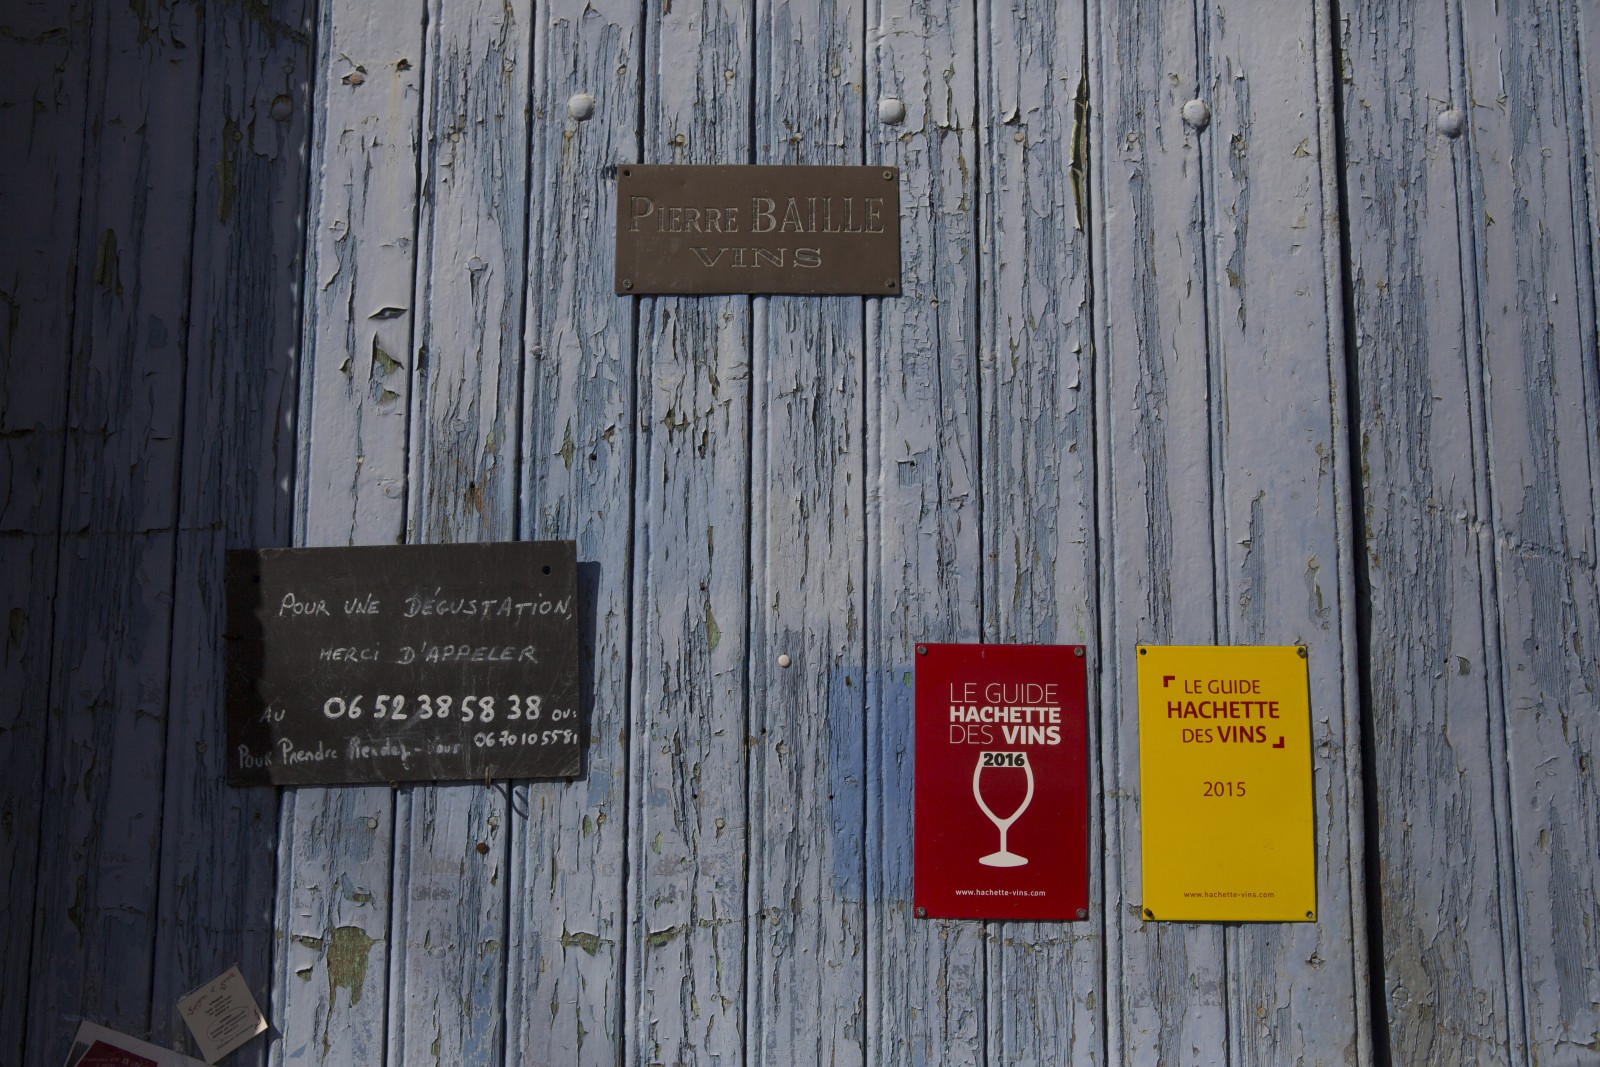 PIERRE BAILLE
VINS
POUR UNE DÉGUSTATION,
MERCI D'APPELER
AU 06 52 38 58 38 OU:
POUR Prendre Rendez-Vous 06 70 10 55 81
LE GUIDE
HACHETTE
DES VINS
2016
www.hachette-vins.com
LE GUIDE
HACHETTE
DES VINS
2015
www.hachette-vins.com